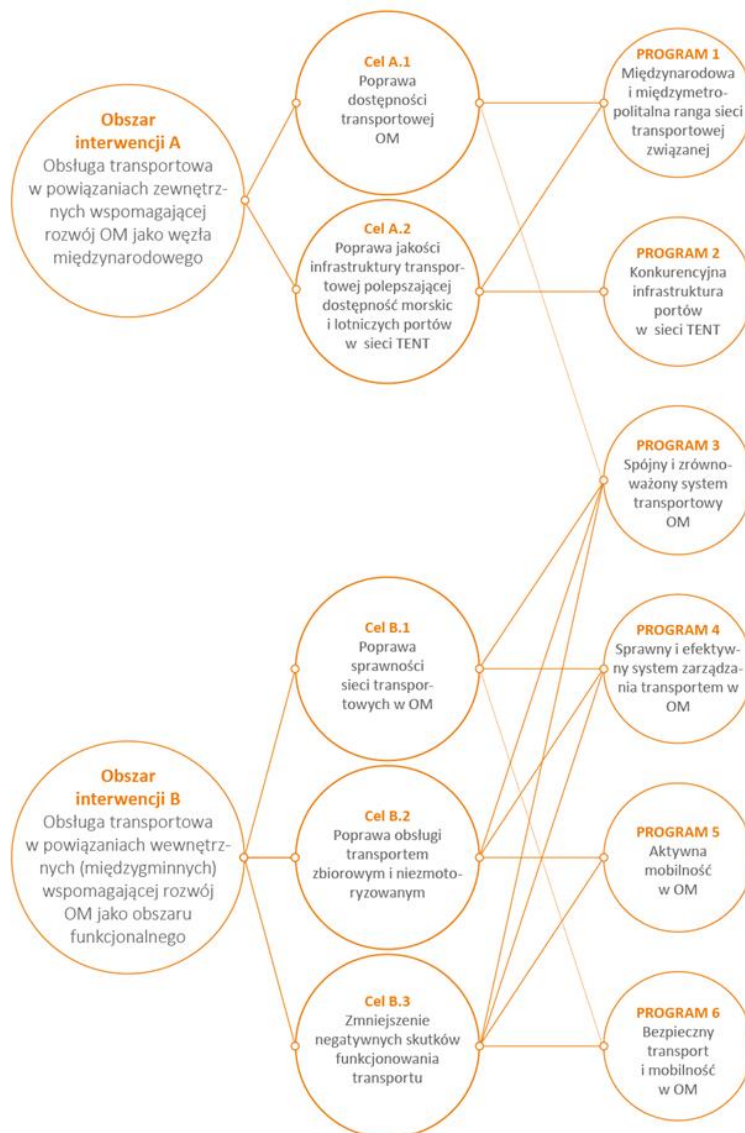 Obszar
interwencji A
Obsługa transportowa
w powiązaniach zewnętrz-
nych wspomagającej
rozwój OM jako węzła
międzynarodowego
Cel A.1
Poprawa
dostępności
transportowej
OM
Cel A.2
Poprawa jakości
infrastruktury transpor-
towej polepszającej
dostępność morskic
i lotniczych portów
w sieci TENT
PROGRAM 1
Międzynarodowa
i międzymetro-
politalna ranga sieci
transportowej
związanej
PROGRAM 2
Konkurencyjna
infrastruktura
portów
w sieci TENT
PROGRAM 3
Spójny i zrówno-
ważony system
transportowy
OM
Obszar
interwencji B
Obsługa transportowa
w powiązaniach wewnętrz-
nych (międzygminnych)
wspomagającej rozwój
OM jako obszaru
funkcjonalnego
Cel B.1
Poprawa
sprawności
sieci transpor-
towych w OM
Cel B.2
Poprawa obsługi
transportem
zbiorowym i niezmoto-
ryzowanym
Cel B.3
Zmniejszenie
negatywnych skutków
funkcjonowania
transportu
PROGRAM 4
Sprawny i efektyw-
ny system zarządza-
nia transportem w
OM
PROGRAM 5
Aktywna
mobilność
w OM
PROGRAM 6
Bezpieczny
transport
i mobilność
w OM